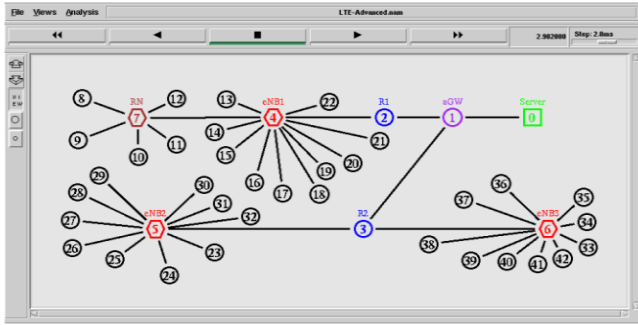 File Views Analysis LTE-Advanced.nam
2.982000 Step: 2.0ms
RN eNB1 R1 aGW Server
8 12 13 22
7 4 2 1 0
9 11 14 21
10 15 20
16 17 18 19
29 30 36 35
28 31 37 34
27 eNB2 32 R2 eNB3
5 3 6
26 25 24 23 38 39 40 41 42 33